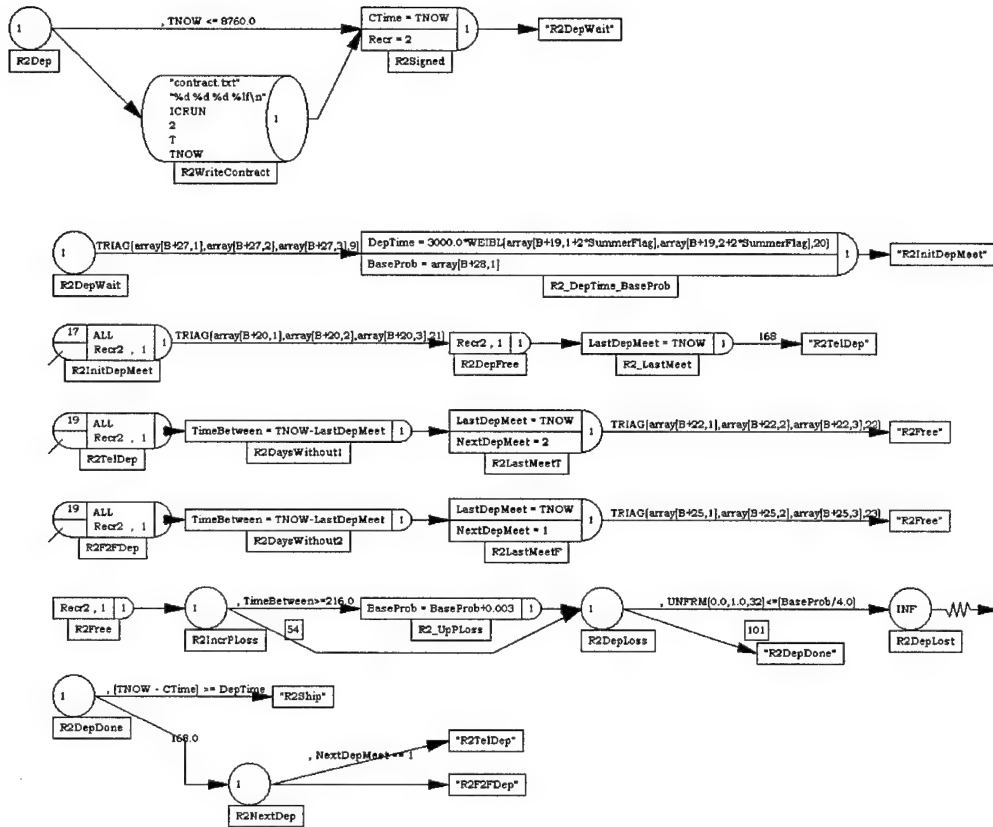 , TNOW <= 8760.0
1
R2Dep
CTime = TNOW
Recr = 2
1
R2Signed
"R2DepWait"
"contract.txt"
"%d %d %d %lf\n"
ICRUN
2
T
TNOW
1
R2WriteContract
1
R2DepWait
TRIAG[array[B+27,1],array[B+27,2],array[B+27,3],9]
DepTime = 3000.0*WEIBL[array[B+19,1+2*SummerFlag],array[B+19,2+2*SummerFlag],20]
BaseProb = array[B+28,1]
1
R2_DepTime_BaseProb
"R2InitDepMeet"
17
ALL
Recr2 , 1
1
R2InitDepMeet
TRIAG[array[B+20,1],array[B+20,2],array[B+20,3],21]
Recr2 , 1
1
R2DepFree
LastDepMeet = TNOW
1
R2_LastMeet
168
"R2TelDep"
19
ALL
Recr2 , 1
1
R2TelDep
TimeBetween = TNOW-LastDepMeet
1
R2DaysWithout1
LastDepMeet = TNOW
NextDepMeet = 2
1
R2LastMeetT
TRIAG[array[B+22,1],array[B+22,2],array[B+22,3],22]
"R2Free"
19
ALL
Recr2 , 1
1
R2F2FDep
TimeBetween = TNOW-LastDepMeet
1
R2DaysWithout2
LastDepMeet = TNOW
NextDepMeet = 1
1
R2LastMeetF
TRIAG[array[B+25,1],array[B+25,2],array[B+25,3],23]
"R2Free"
Recr2 , 1
1
R2Free
1
R2IncrPLoss
, TimeBetween>=216.0
54
BaseProb = BaseProb+0.003
1
R2_UpPLoss
1
R2DepLoss
, UNFRM[0.0,1.0,32]<=[BaseProb/4.0]
101
"R2DepDone"
INF
R2DepLost
1
R2DepDone
, [TNOW - CTime] >= DepTime
"R2Ship"
168.0
1
R2NextDep
, NextDepMeet == 1
"R2TelDep"
"R2F2FDep"